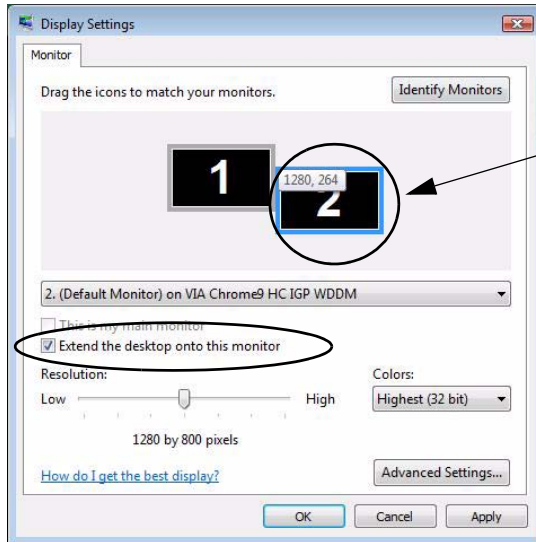 Display Settings
Monitor
Drag the icons to match your monitors.
Identify Monitors
1
1280, 264
2
2. (Default Monitor) on VIA Chrome9 HC IGP WDDM
This is my main monitor
Extend the desktop onto this monitor
Resolution:
Colors:
Low
High
Highest (32 bit)
1280 by 800 pixels
How do I get the best display?
Advanced Settings...
OK
Cancel
Apply